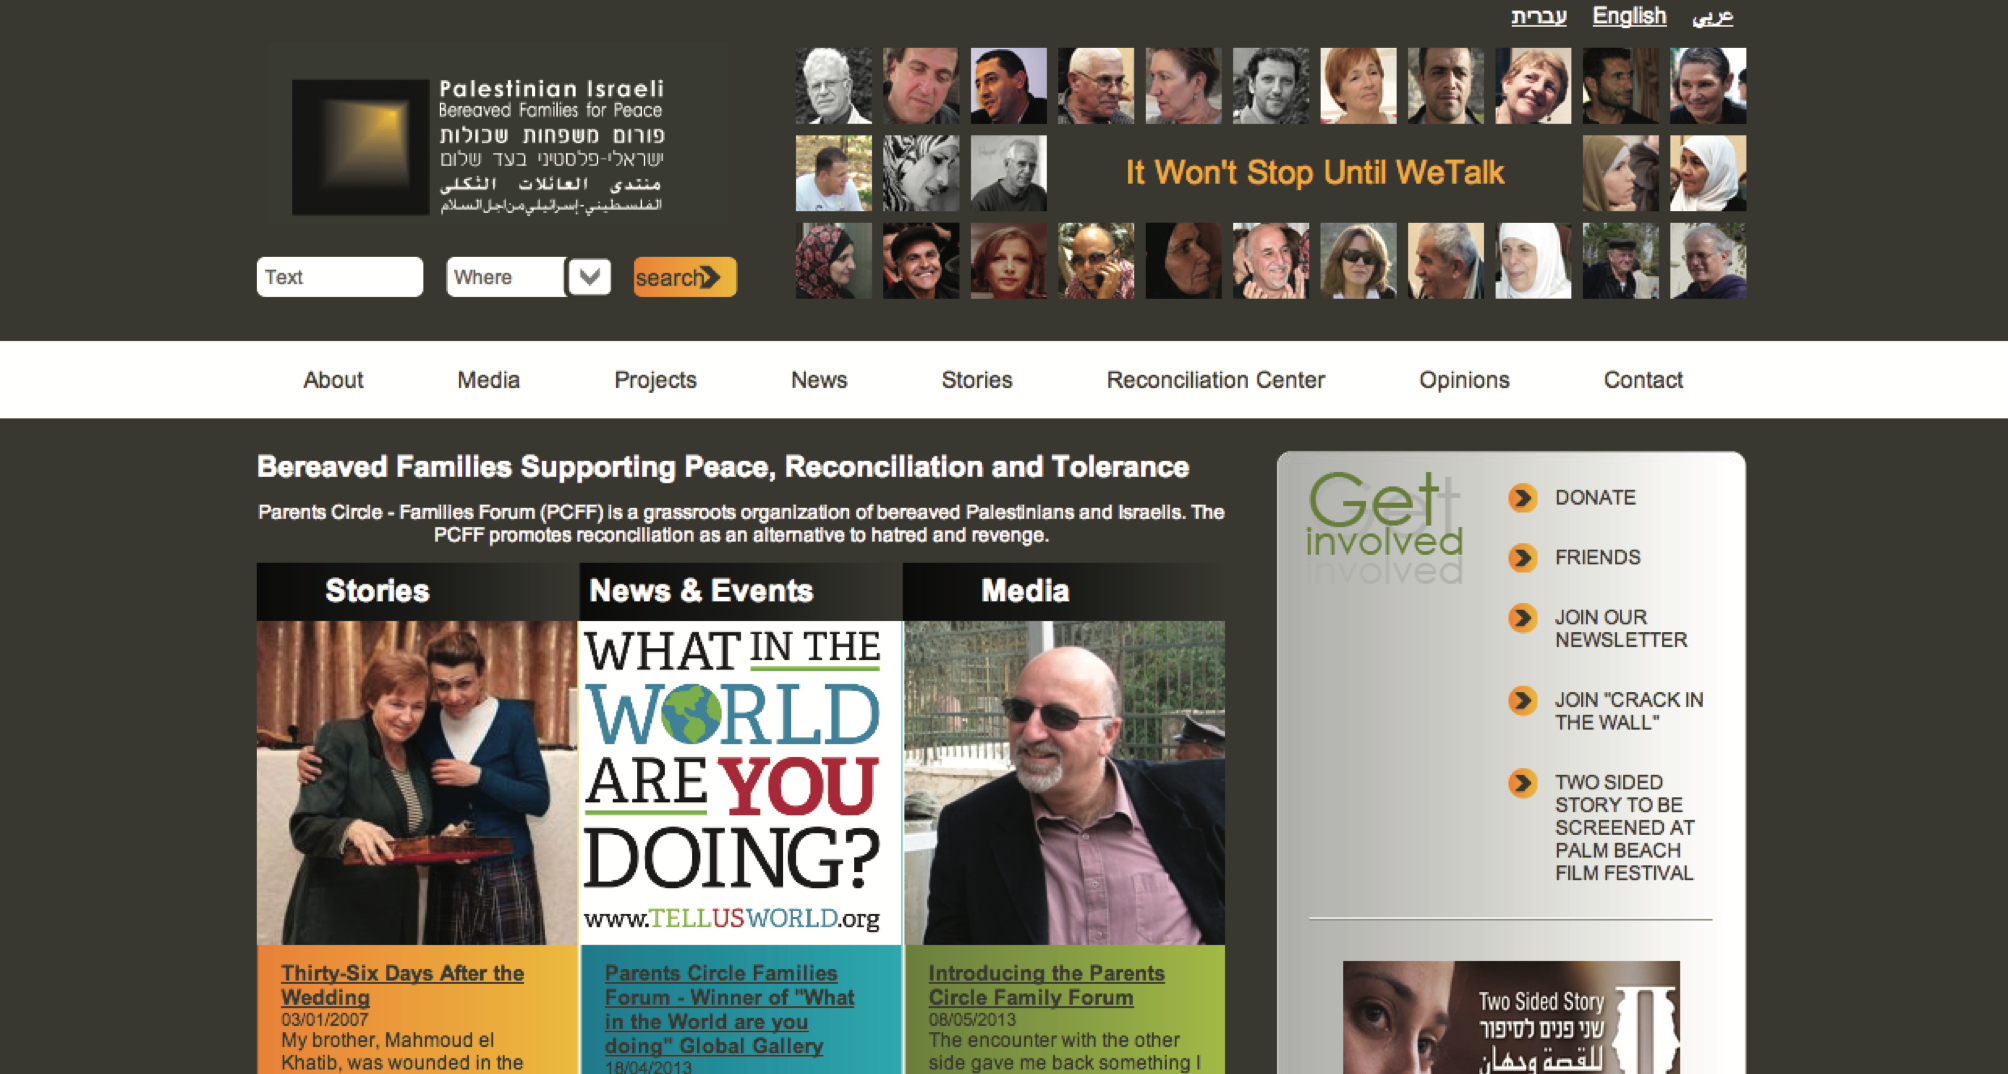 עברית
English
عربي
Palestinian Israeli
Bereaved Families for Peace
פורום משפחות שכולות
ישראלי-פלסטיני בעד שלום
منتدى العائلات الثكلى
الفلسطيني-إسرائيلي من اجل السلام
It Won't Stop Until WeTalk
Text
Where
search
About
Media
Projects
News
Stories
Reconciliation Center
Opinions
Contact
Bereaved Families Supporting Peace, Reconciliation and Tolerance
Parents Circle - Families Forum (PCFF) is a grassroots organization of bereaved Palestinians and Israelis. The
PCFF promotes reconciliation as an alternative to hatred and revenge.
Stories
Thirty-Six Days After the
Wedding
03/01/2007
My brother, Mahmoud el
Khatib, was wounded in the
News & Events
WHAT IN THE
WORLD
ARE YOU
DOING?
www.TELLUSWORLD.org
Parents Circle Families
Forum - Winner of "What
in the World are you
doing" Global Gallery
18/04/2013
Media
Introducing the Parents
Circle Family Forum
08/05/2013
The encounter with the other
side gave me back something I
Get
involved
DONATE
FRIENDS
JOIN OUR
NEWSLETTER
JOIN "CRACK IN
THE WALL"
TWO SIDED
STORY TO BE
SCREENED AT
PALM BEACH
FILM FESTIVAL
Two Sided Story
שני פנים לסיפור
للقصة وجهان